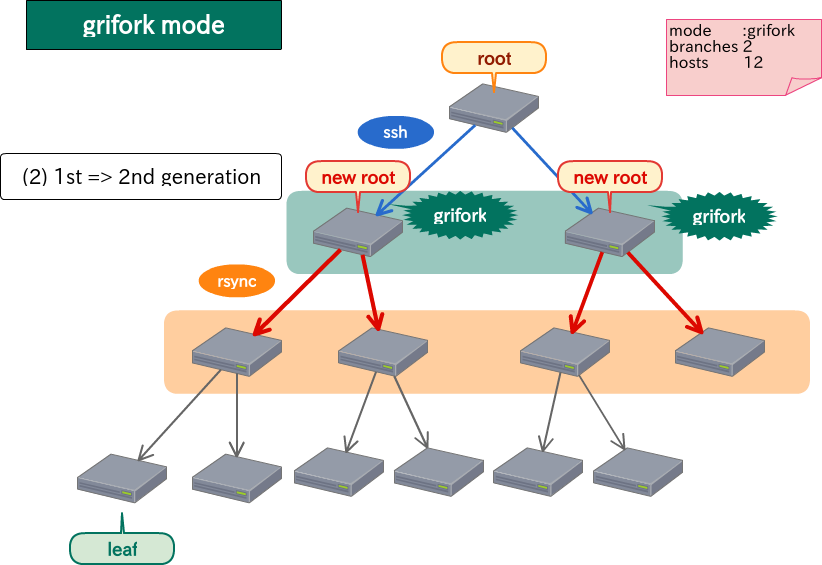 grifork mode
mode :grifork
branches 2
hosts 12
root
ssh
(2) 1st => 2nd generation
new root
new root
grifork
grifork
rsync
leaf